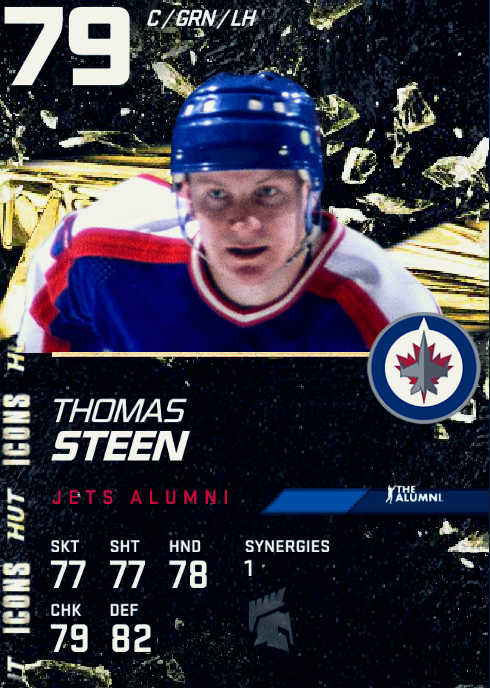 79
C/GRN/LH
THOMAS
STEEN
JETS ALUMNI
THE
ALUMNI
SKT SHT HND SYNERGIES
77 77 78 1
CHK DEF
79 82
ICONS HUT ICONS